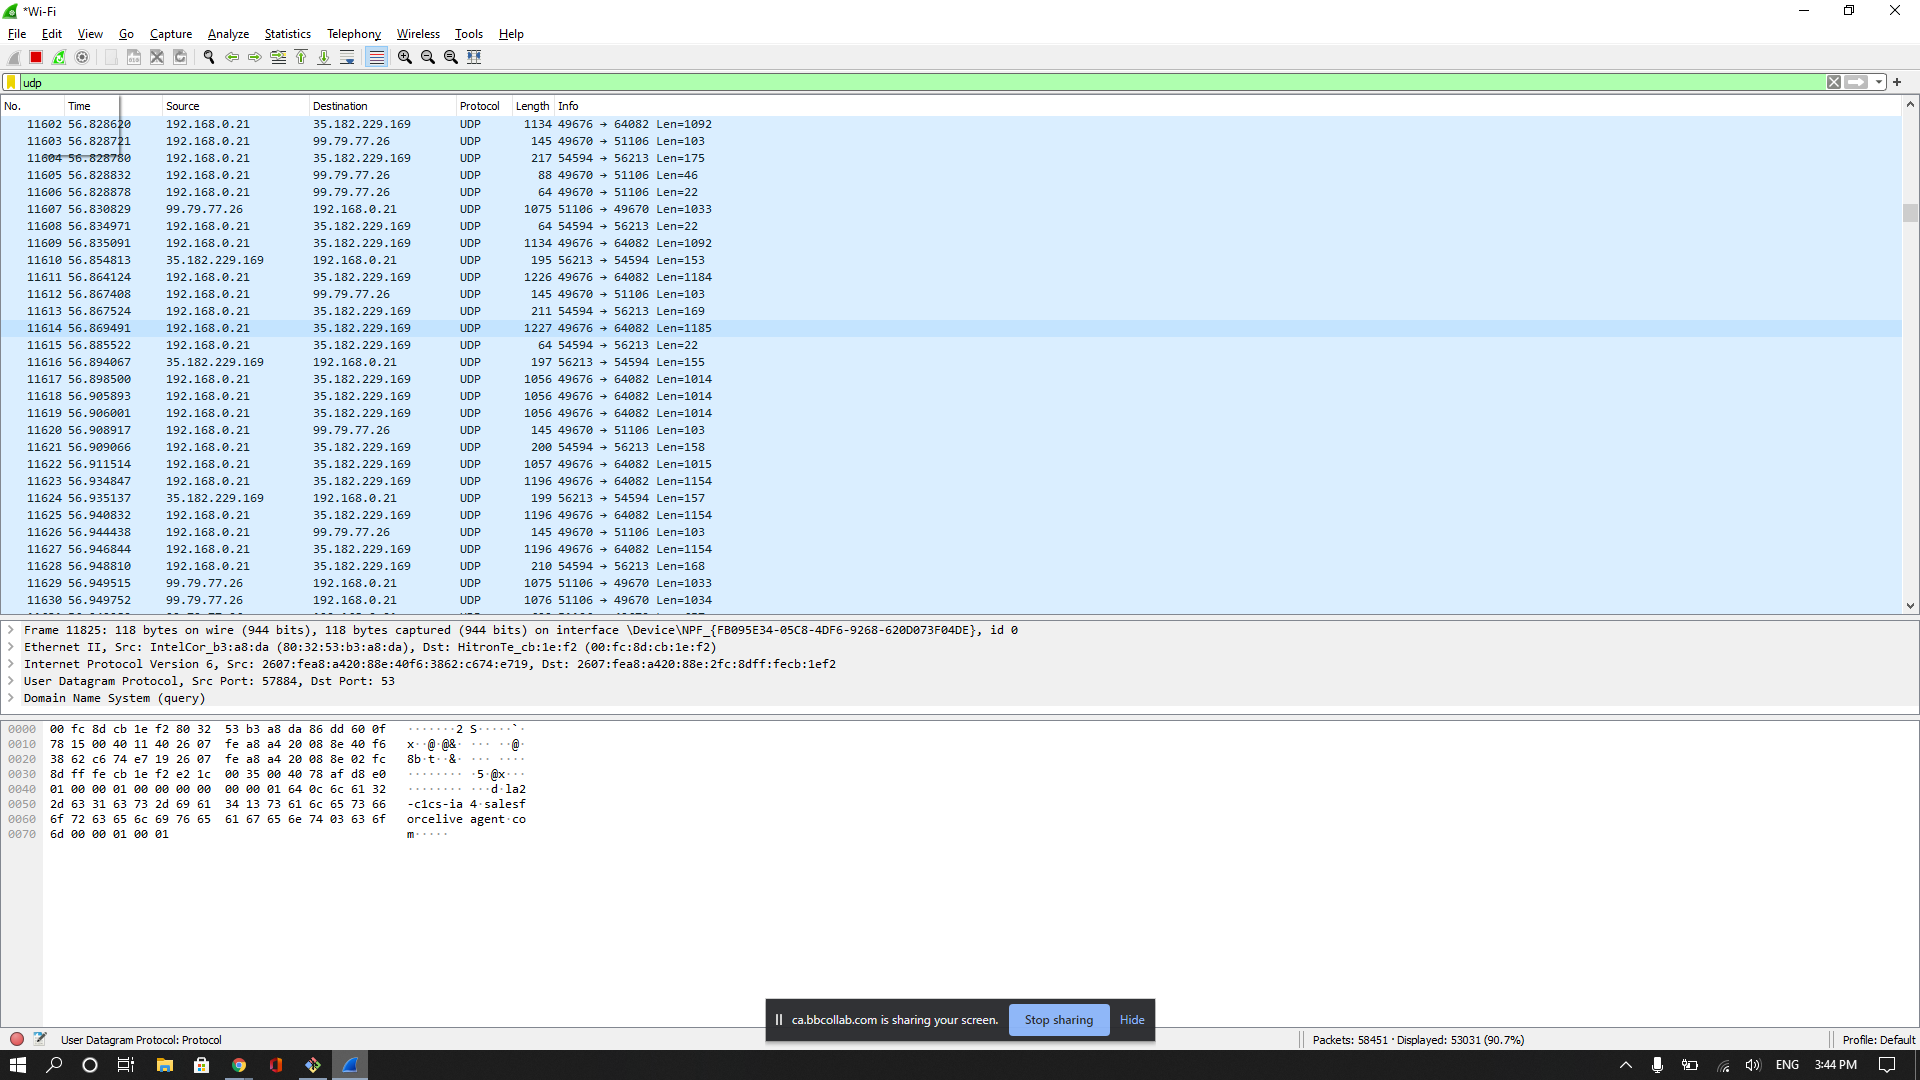 *Wi-Fi
File Edit View Go Capture Analyze Statistics Telephony Wireless Tools Help
udp
No. Time Source Destination Protocol Length Info
11602 56.828620 192.168.0.21 35.182.229.169 UDP 1134 49676 → 64082 Len=1092
11603 56.828721 192.168.0.21 99.79.77.26 UDP 145 49670 → 51106 Len=103
11604 56.828780 192.168.0.21 35.182.229.169 UDP 217 54594 → 56213 Len=175
11605 56.828832 192.168.0.21 99.79.77.26 UDP 88 49670 → 51106 Len=46
11606 56.828878 192.168.0.21 99.79.77.26 UDP 64 49670 → 51106 Len=22
11607 56.830829 99.79.77.26 192.168.0.21 UDP 1075 51106 → 49670 Len=1033
11608 56.834971 192.168.0.21 35.182.229.169 UDP 64 54594 → 56213 Len=22
11609 56.835091 192.168.0.21 35.182.229.169 UDP 1134 49676 → 64082 Len=1092
11610 56.854813 35.182.229.169 192.168.0.21 UDP 195 56213 → 54594 Len=153
11611 56.864124 192.168.0.21 35.182.229.169 UDP 1226 49676 → 64082 Len=1184
11612 56.867408 192.168.0.21 99.79.77.26 UDP 145 49670 → 51106 Len=103
11613 56.867524 192.168.0.21 35.182.229.169 UDP 211 54594 → 56213 Len=169
11614 56.869491 192.168.0.21 35.182.229.169 UDP 1227 49676 → 64082 Len=1185
11615 56.885522 192.168.0.21 35.182.229.169 UDP 64 54594 → 56213 Len=22
11616 56.894067 35.182.229.169 192.168.0.21 UDP 197 56213 → 54594 Len=155
11617 56.898500 192.168.0.21 35.182.229.169 UDP 1056 49676 → 64082 Len=1014
11618 56.905893 192.168.0.21 35.182.229.169 UDP 1056 49676 → 64082 Len=1014
11619 56.906001 192.168.0.21 35.182.229.169 UDP 1056 49676 → 64082 Len=1014
11620 56.908917 192.168.0.21 99.79.77.26 UDP 145 49670 → 51106 Len=103
11621 56.909066 192.168.0.21 35.182.229.169 UDP 200 54594 → 56213 Len=158
11622 56.911514 192.168.0.21 35.182.229.169 UDP 1057 49676 → 64082 Len=1015
11623 56.934847 192.168.0.21 35.182.229.169 UDP 1196 49676 → 64082 Len=1154
11624 56.935137 35.182.229.169 192.168.0.21 UDP 199 56213 → 54594 Len=157
11625 56.940832 192.168.0.21 35.182.229.169 UDP 1196 49676 → 64082 Len=1154
11626 56.944438 192.168.0.21 99.79.77.26 UDP 145 49670 → 51106 Len=103
11627 56.946844 192.168.0.21 35.182.229.169 UDP 1196 49676 → 64082 Len=1154
11628 56.948810 192.168.0.21 35.182.229.169 UDP 210 54594 → 56213 Len=168
11629 56.949515 99.79.77.26 192.168.0.21 UDP 1075 51106 → 49670 Len=1033
11630 56.949752 99.79.77.26 192.168.0.21 UDP 1076 51106 → 49670 Len=1034
Frame 11825: 118 bytes on wire (944 bits), 118 bytes captured (944 bits) on interface \Device\NPF_{FB095E34-05C8-4DF6-9268-620D073F04DE}, id 0
Ethernet II, Src: IntelCor_b3:a8:da (80:32:53:b3:a8:da), Dst: HitronTe_cb:1e:f2 (00:fc:8d:cb:1e:f2)
Internet Protocol Version 6, Src: 2607:fea8:a420:88e:40f6:3862:c674:e719, Dst: 2607:fea8:a420:88e:2fc:8dff:fecb:1ef2
User Datagram Protocol, Src Port: 57884, Dst Port: 53
Domain Name System (query)
0000 00 fc 8d cb 1e f2 80 32 53 b3 a8 da 86 dd 60 0f ·······2 S·····`·
0010 78 15 00 40 11 40 26 07 fe a8 a4 20 08 8e 40 f6 x··@·@&· ··· ··@·
0020 38 62 c6 74 e7 19 26 07 fe a8 a4 20 08 8e 02 fc 8b·t··&· ··· ····
0030 8d ff fe cb 1e f2 e2 1c 00 35 00 40 78 af d8 e0 ········ ·5·@x···
0040 01 00 00 01 00 00 00 00 00 00 01 64 0c 6c 61 32 ········ ···d·la2
0050 2d 63 31 63 73 2d 69 61 34 13 73 61 6c 65 73 66 -c1cs-ia 4·salesf
0060 6f 72 63 65 6c 69 76 65 61 67 65 6e 74 03 63 6f orcelive agent·co
0070 6d 00 00 01 00 01 m·····
ca.bbcollab.com is sharing your screen. Stop sharing Hide
User Datagram Protocol: Protocol Packets: 58451 · Displayed: 53031 (90.7%) Profile: Default
ENG 3:44 PM